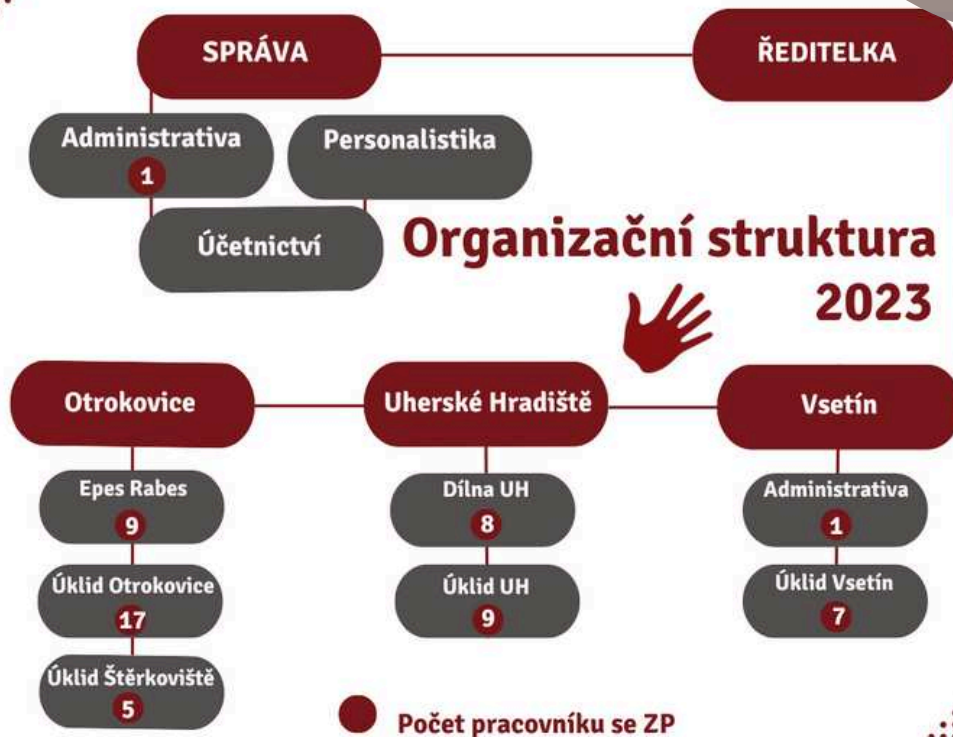 SPRÁVA
ŘEDITELKA
Administrativa
1
Personalistika
Účetnictví
Organizační struktura
2023
Otrokovice
Uherské Hradiště
Vsetín
Epes Rabes
9
Dílna UH
8
Administrativa
1
Úklid Otrokovice
17
Úklid UH
9
Úklid Vsetín
7
Úklid Štěrkoviště
5
Počet pracovníku se ZP